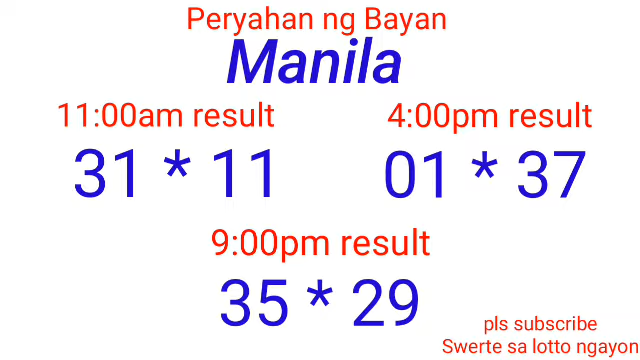 Peryahan ng Bayan
Manila
11:00am result
31 * 11
4:00pm result
01 * 37
9:00pm result
35 * 29
pls subscribe
Swerte sa lotto ngayon